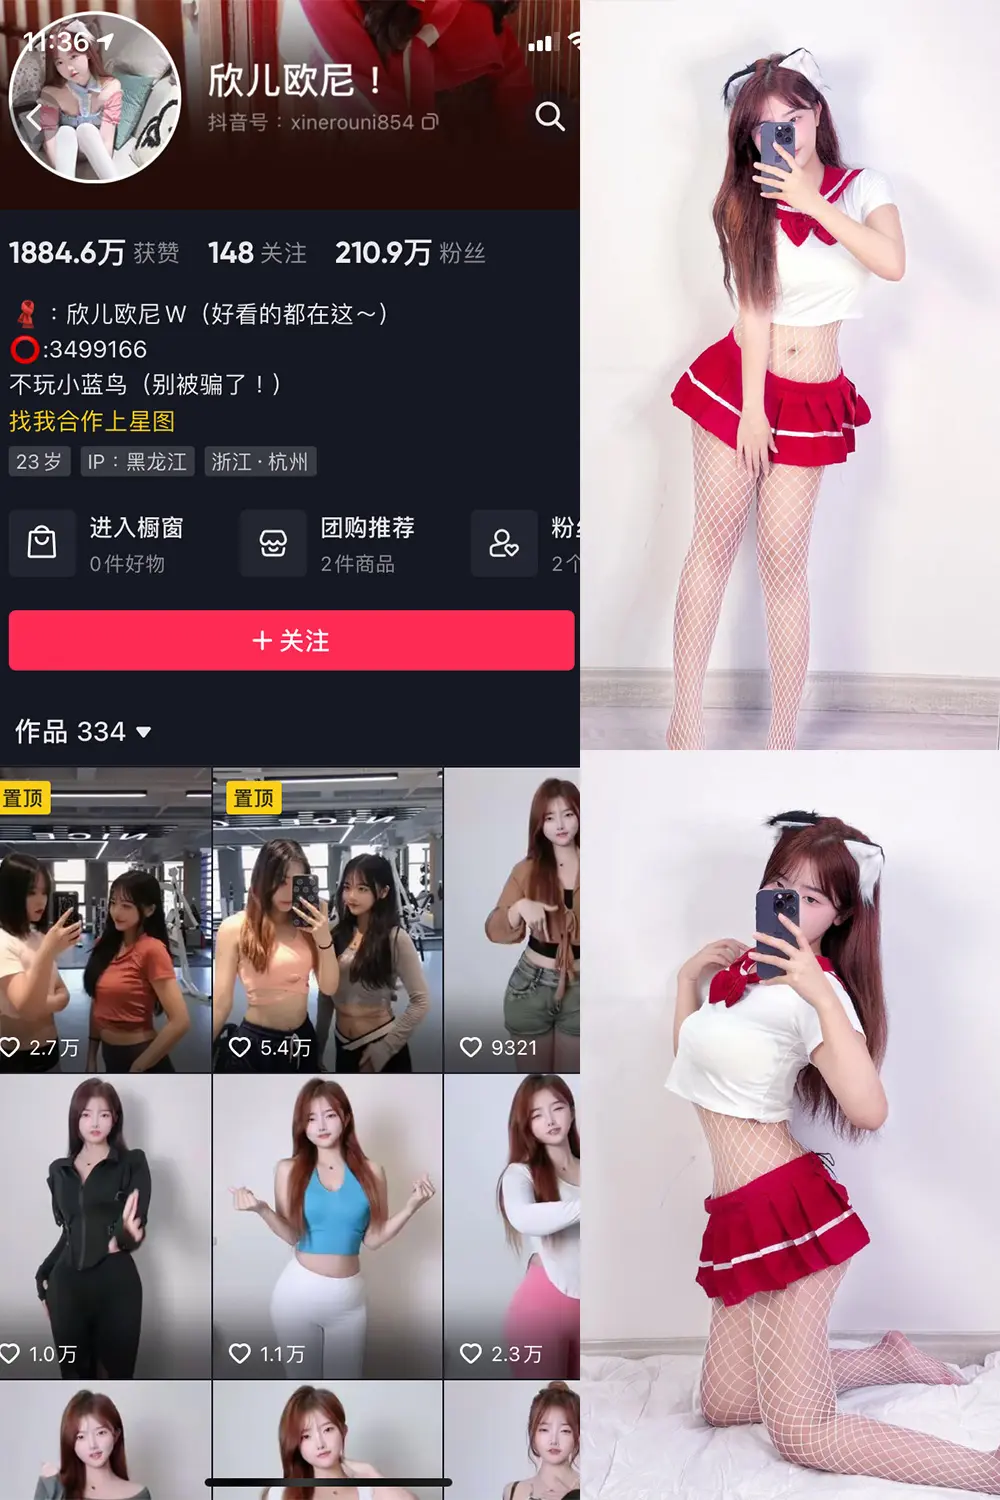 11:36
欣儿欧尼！
抖音号：xinerouni854
1884.6万 获赞 148 关注 210.9万 粉丝
：欣儿欧尼W（好看的都在这～）
:3499166
不玩小蓝鸟（别被骗了！）
找我合作上星图
23岁 IP：黑龙江 浙江·杭州
进入橱窗 团购推荐
0件好物 2件商品 2个
+ 关注
作品 334
置顶 置顶
2.7万 5.4万 9321
1.0万 1.1万 2.3万